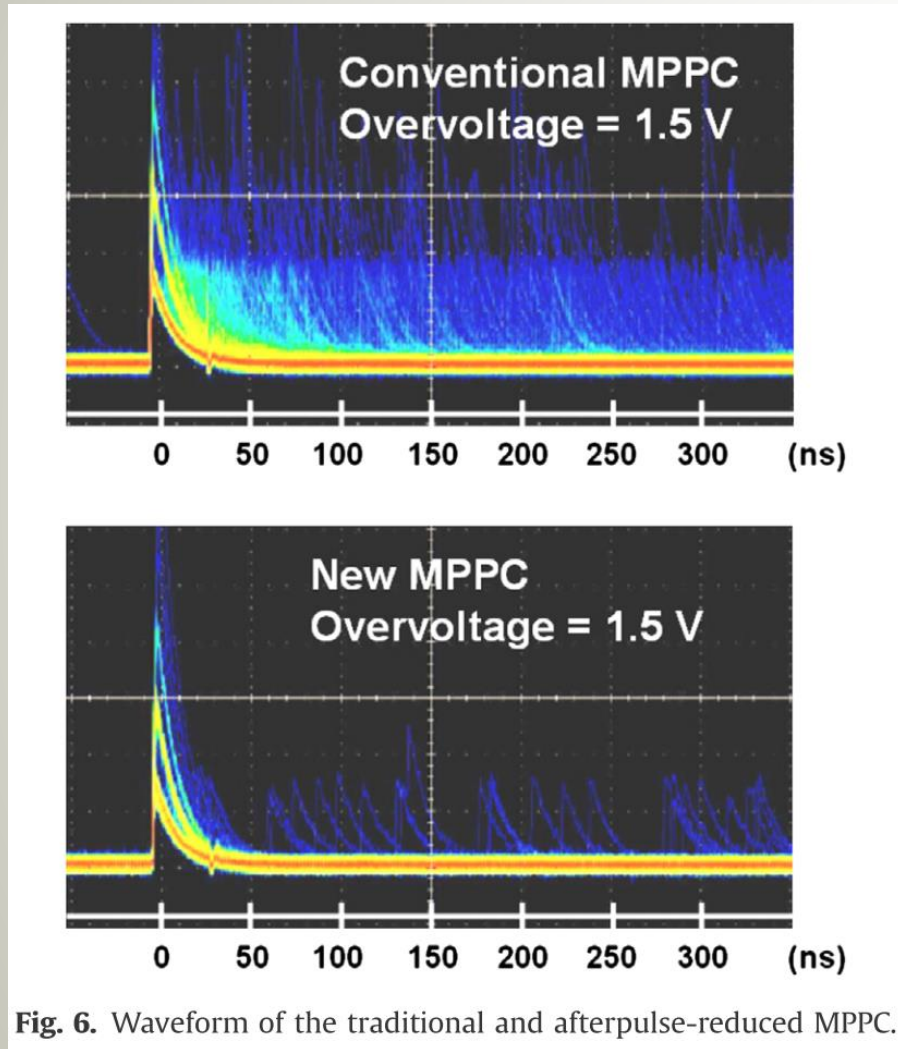 Conventional MPPC
Overvoltage = 1.5 V
0 50 100 150 200 250 300 (ns)
New MPPC
Overvoltage = 1.5 V
0 50 100 150 200 250 300 (ns)
Fig. 6. Waveform of the traditional and afterpulse-reduced MPPC.